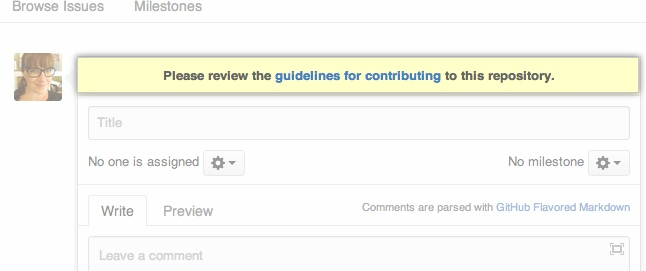 Browse Issues Milestones
Please review the guidelines for contributing to this repository.
Title
No one is assigned No milestone
Write Preview Comments are parsed with GitHub Flavored Markdown
Leave a comment